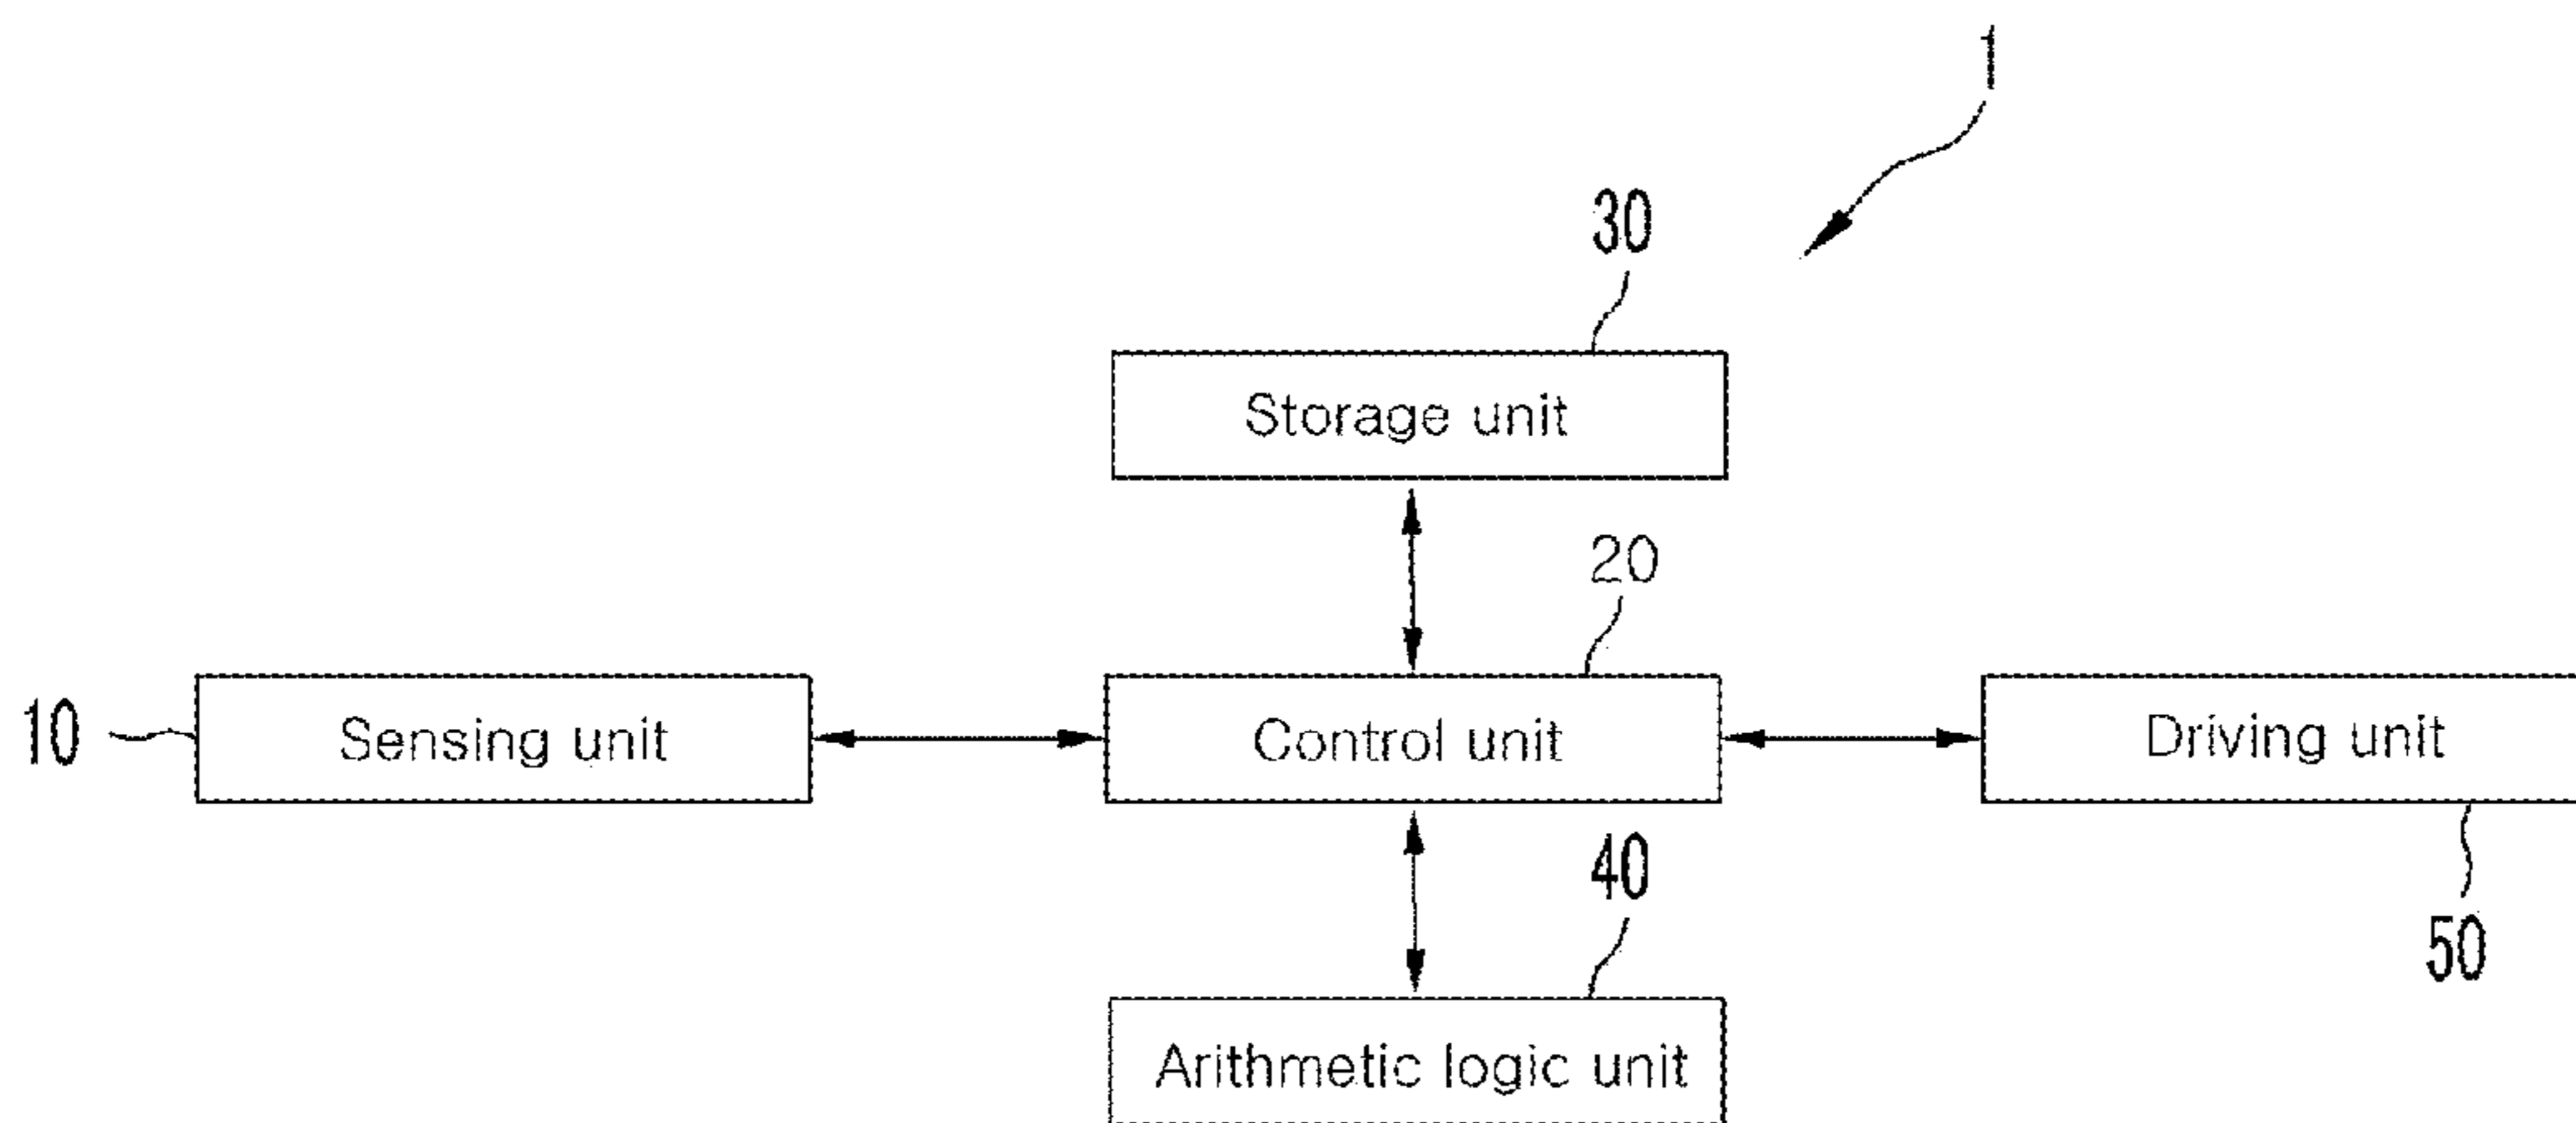 1
30
Storage unit
20
10 Sensing unit Control unit Driving unit
40
50
Arithmetic logic unit